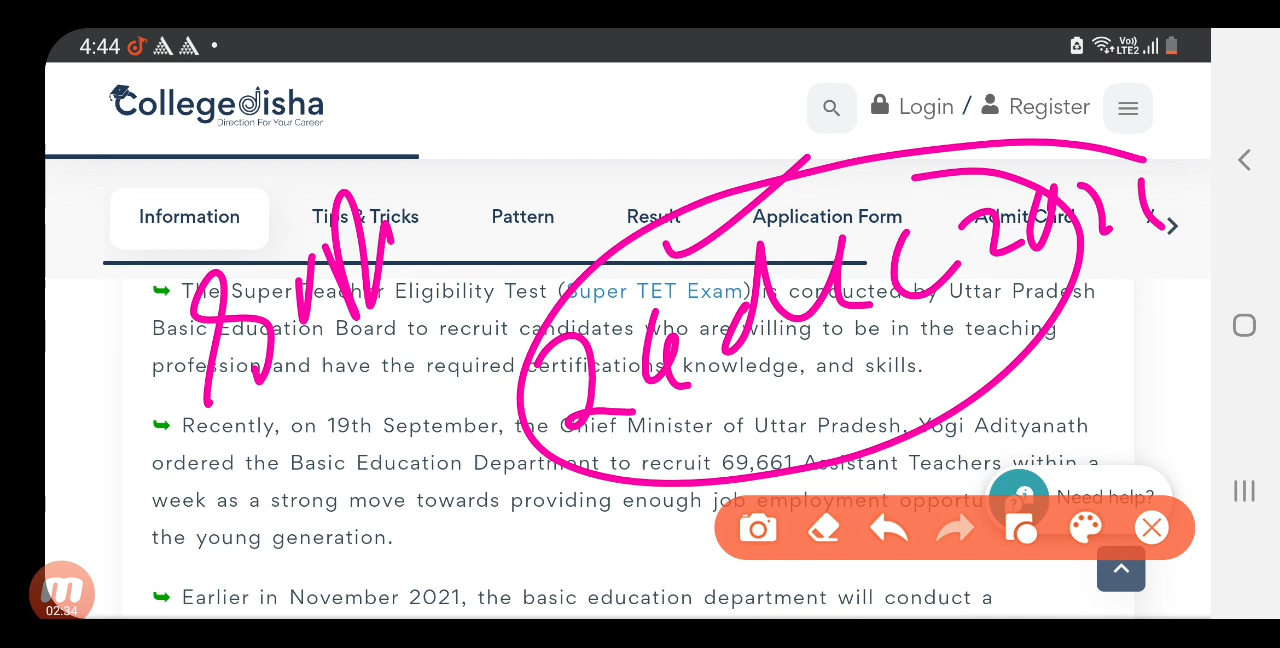 4:44
Vo)) LTE2
Collegedisha
Direction For Your Career
Login / Register
Information Tips & Tricks Pattern Result Application Form Admit Card
The Super Teacher Eligibility Test (Super TET Exam) is conducted by Uttar Pradesh
Basic Education Board to recruit candidates who are willing to be in the teaching
profession and have the required certifications, knowledge, and skills.
Recently, on 19th September, the Chief Minister of Uttar Pradesh, Yogi Adityanath
ordered the Basic Education Department to recruit 69,661 Assistant Teachers within a
week as a strong move towards providing enough job employment
Need help?
the young generation.
Earlier in November 2021, the basic education department will conduct a
m
02:34